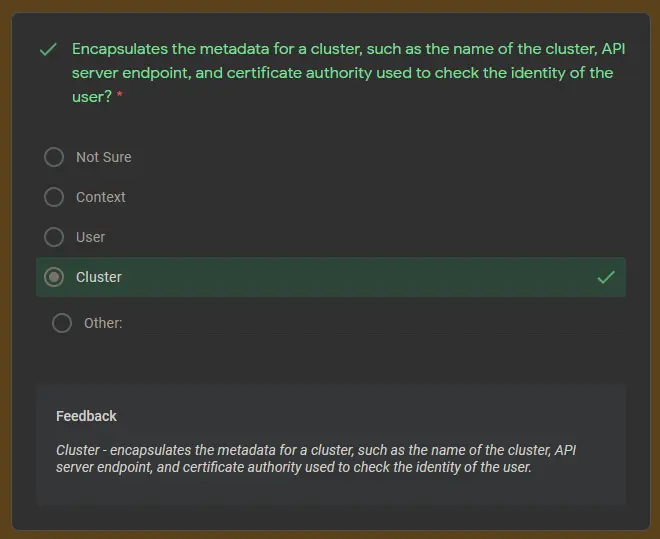 Encapsulates the metadata for a cluster, such as the name of the cluster, API
server endpoint, and certificate authority used to check the identity of the
user? *
Not Sure
Context
User
Cluster
Other:
Feedback
Cluster - encapsulates the metadata for a cluster, such as the name of the cluster, API
server endpoint, and certificate authority used to check the identity of the user.